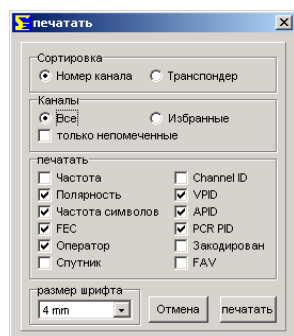 печатать
Сортировка
Номер канала Транспондер
Каналы
Все Избранные
только непомеченные
печатать
Частота Channel ID
Полярность VPID
Частота символов APID
FEC PCR PID
Оператор Закодирован
Спутник FAV
размер шрифта
4 mm Отмена печатать